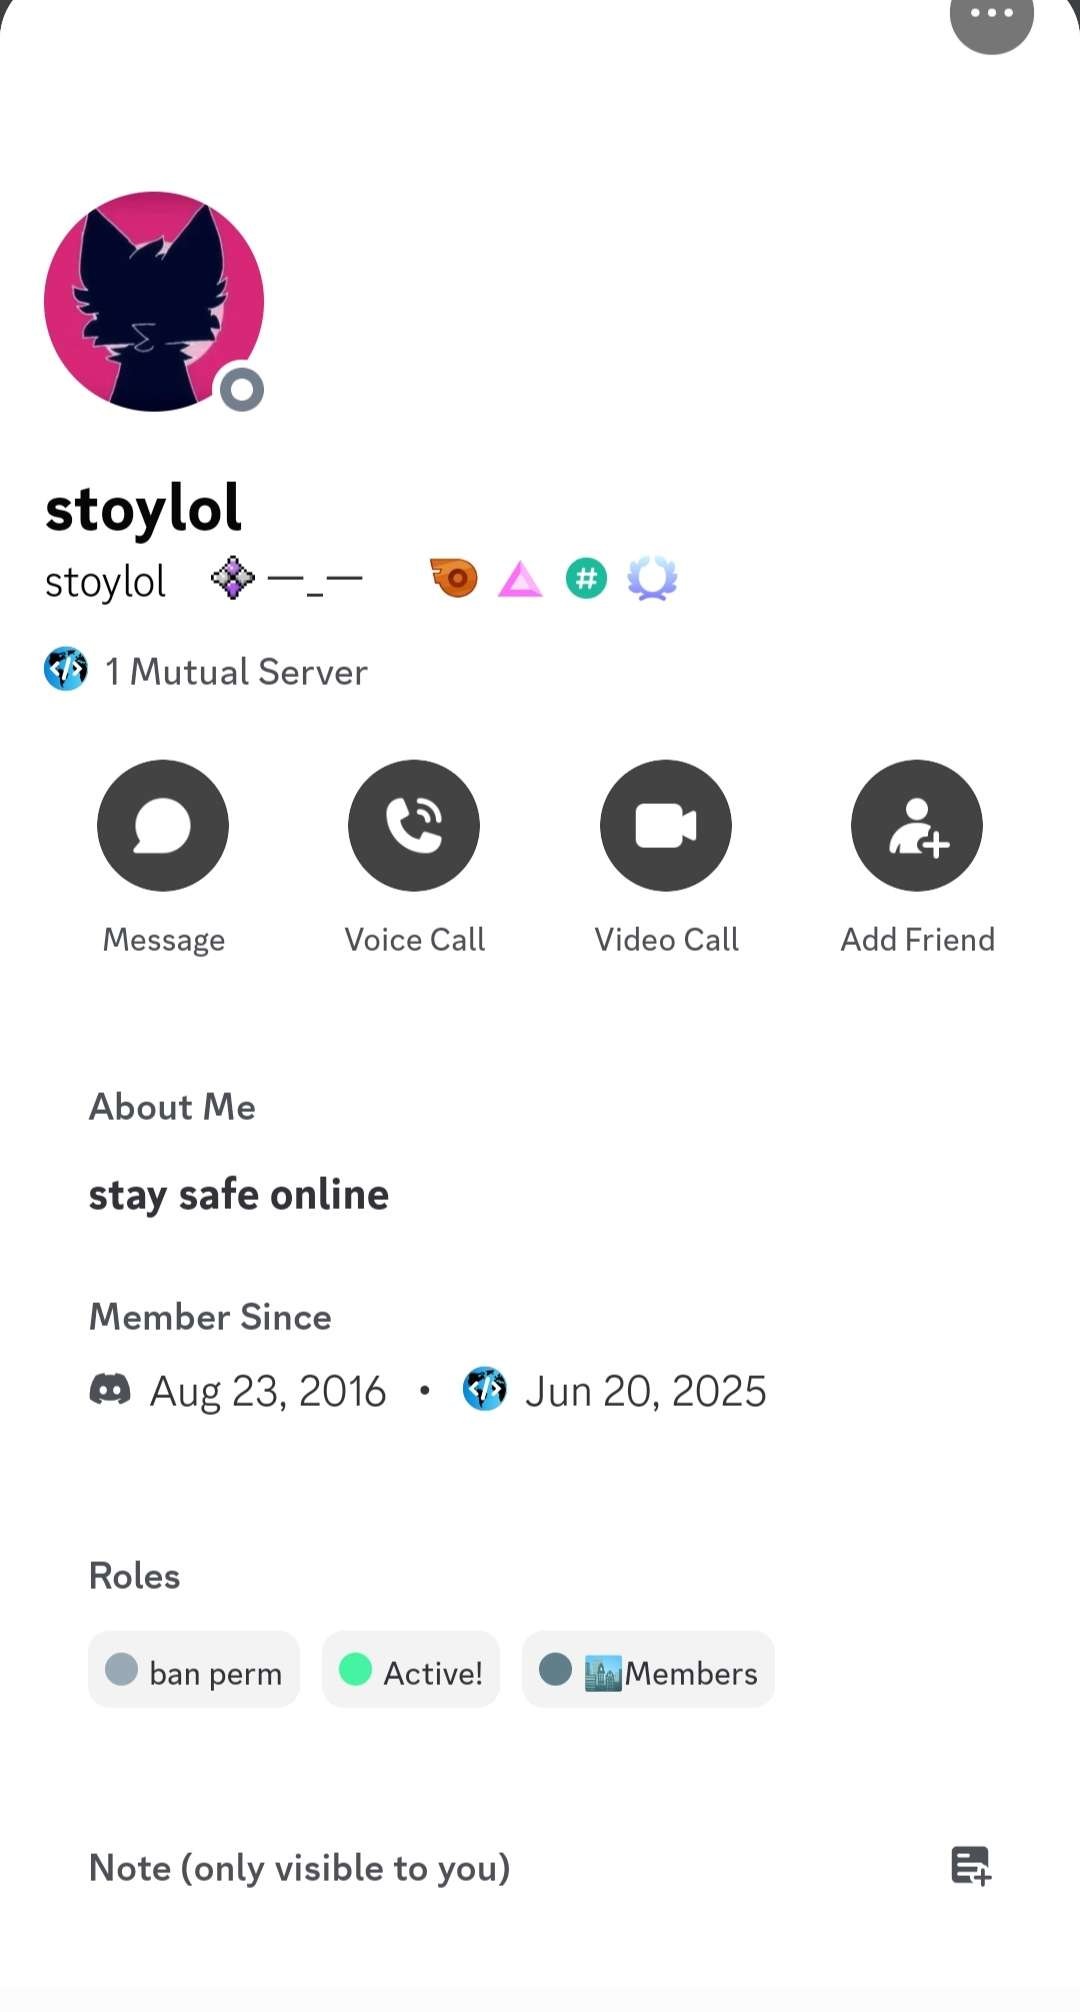 stoylol
stoylol —_—
1 Mutual Server
Message Voice Call Video Call Add Friend
About Me
stay safe online
Member Since
Aug 23, 2016 • Jun 20, 2025
Roles
ban perm Active! 🏙️Members
Note (only visible to you)